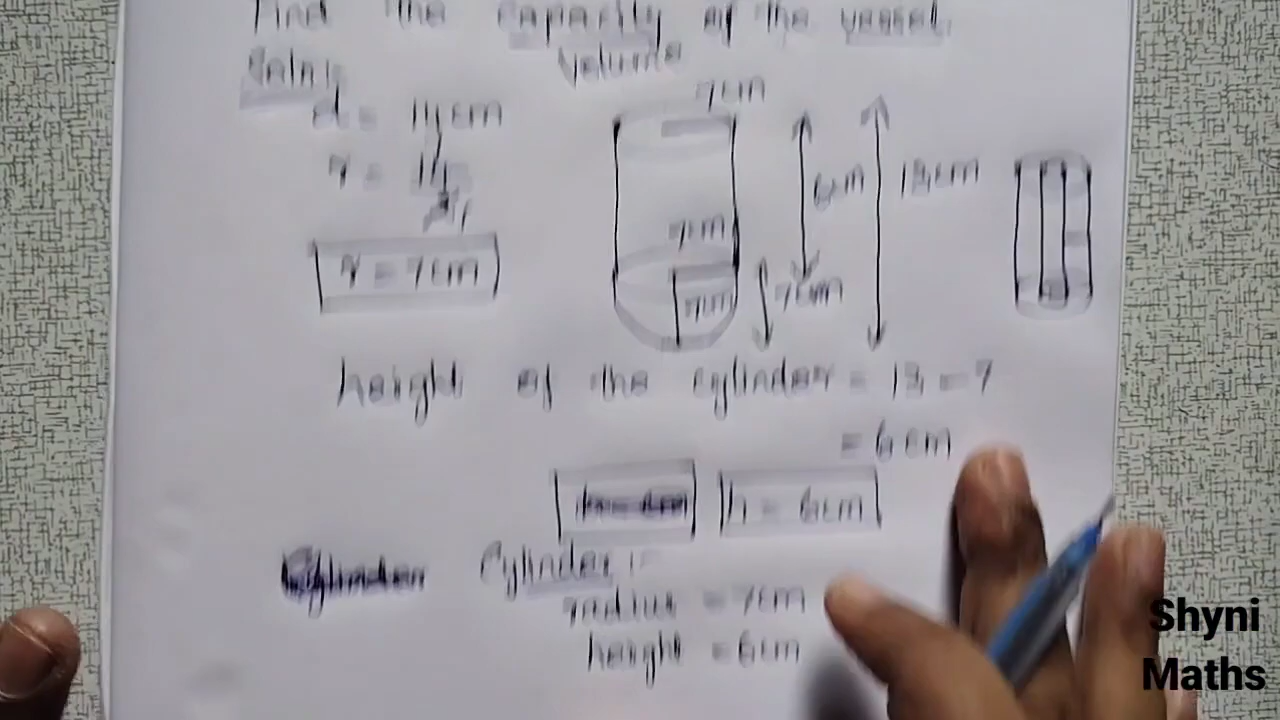 Find the capacity of the vessel.
Soln:-
Volume
d = 14cm
r = 14
2
r = 7cm
7cm
7cm
7cm
6cm
7cm
13cm
height of the cylinder = 13 - 7
= 6cm
h = 6cm
Cylinder Cylinder :-
radius = 7cm
height = 6cm
Shyni
Maths